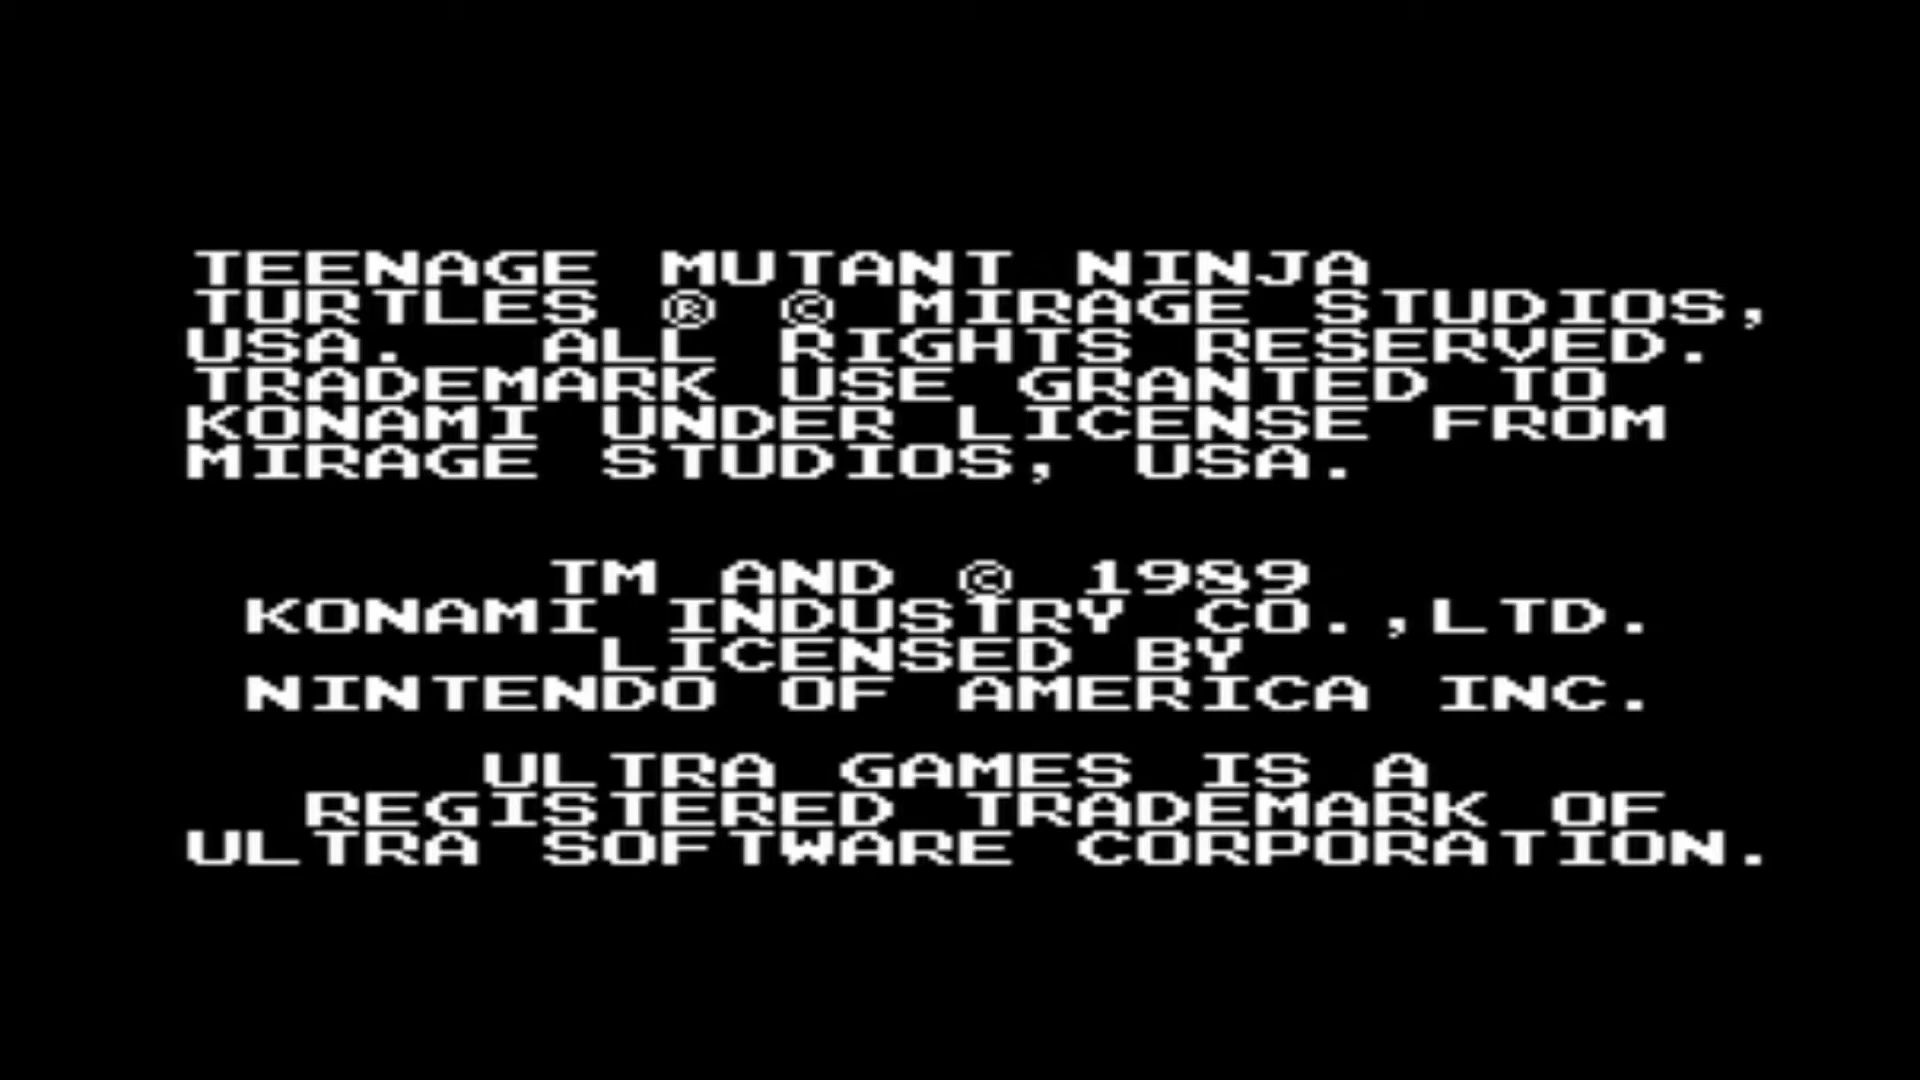 TEENAGE MUTANT NINJA
TURTLES ® © MIRAGE STUDIOS,
USA. ALL RIGHTS RESERVED.
TRADEMARK USE GRANTED TO
KONAMI UNDER LICENSE FROM
MIRAGE STUDIOS, USA.
TM AND © 1989
KONAMI INDUSTRY CO.,LTD.
LICENSED BY
NINTENDO OF AMERICA INC.
ULTRA GAMES IS A
REGISTERED TRADEMARK OF
ULTRA SOFTWARE CORPORATION.